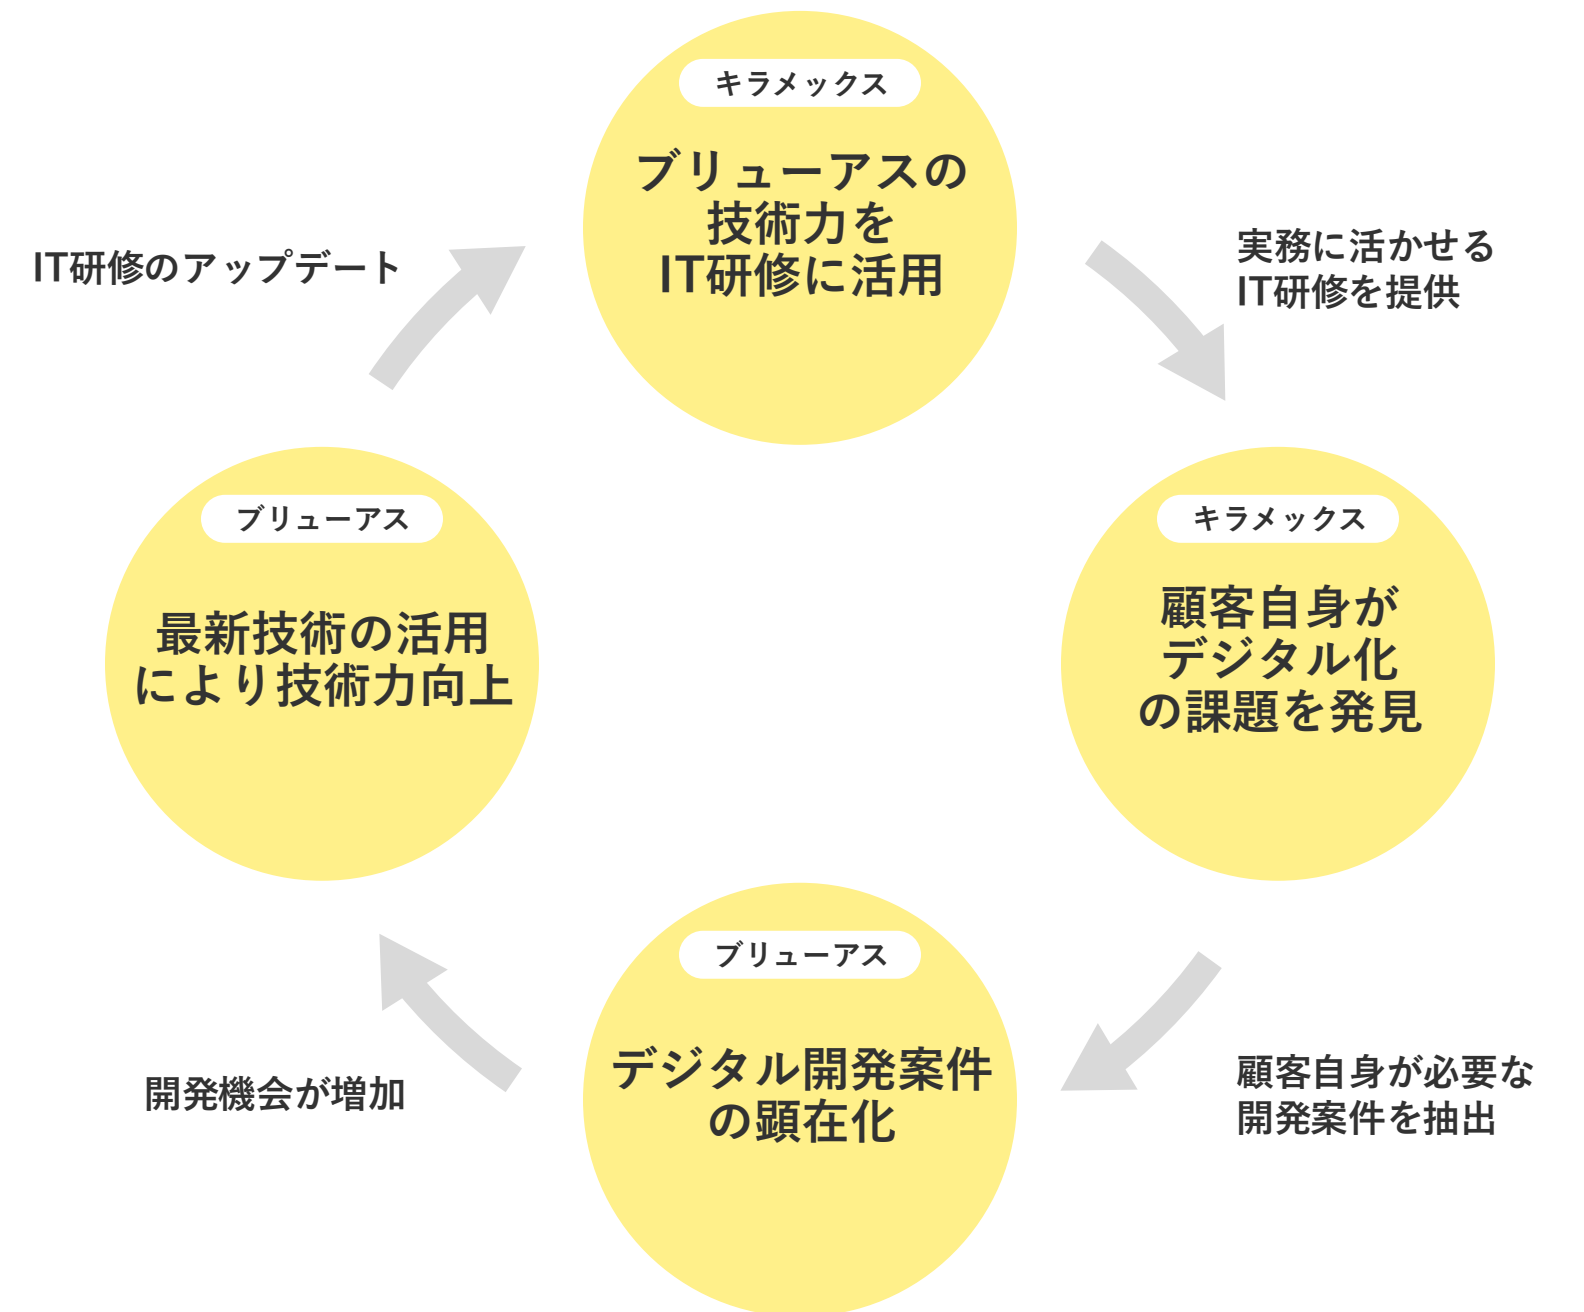 キラメックス
ブリューアスの
技術力を
IT研修に活用
実務に活かせる
IT研修を提供
キラメックス
顧客自身が
デジタル化
の課題を発見
顧客自身が必要な
開発案件を抽出
ブリューアス
デジタル開発案件
の顕在化
開発機会が増加
ブリューアス
最新技術の活用
により技術力向上
IT研修のアップデート